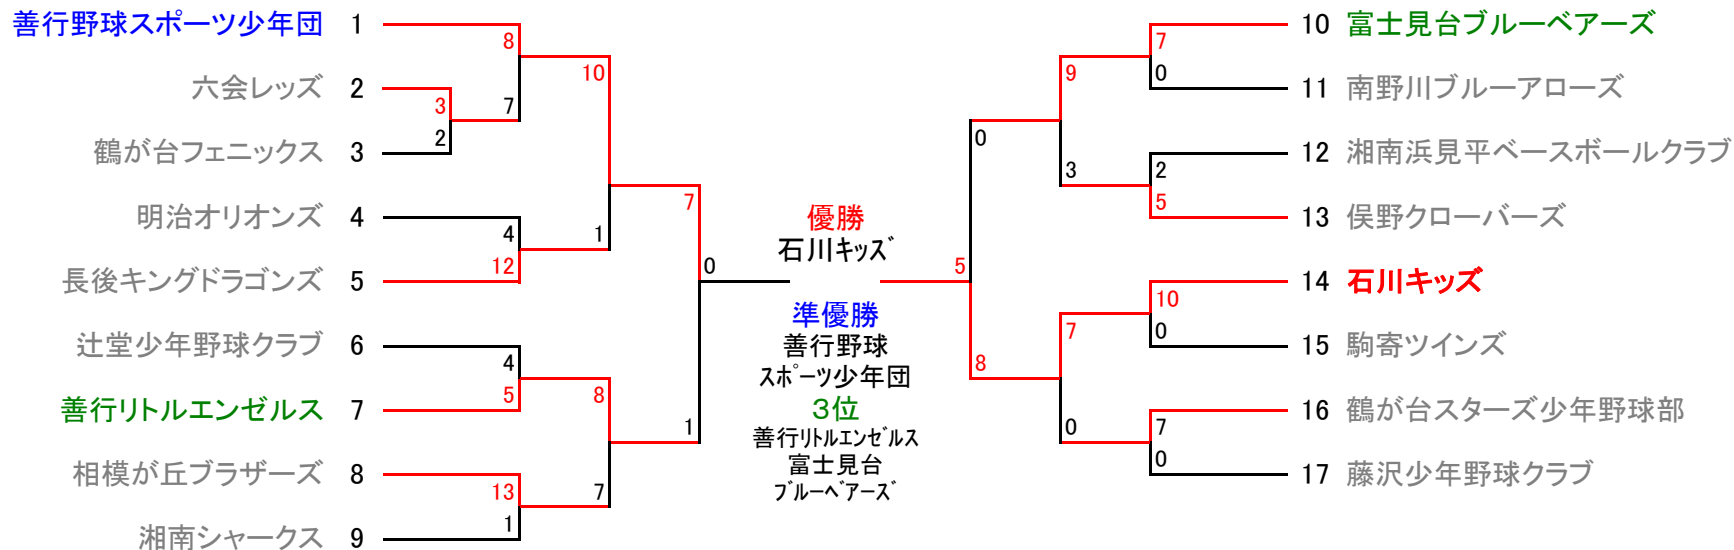 善行野球スポーツ少年団 1
8
10
六会レッズ 2
3
7
2
鶴が台フェニックス 3
明治オリオンズ 4
4
1
12
長後キングドラゴンズ 5
7
0
辻堂少年野球クラブ 6
4
5
8
善行リトルエンゼルス 7
1
相模が丘ブラザーズ 8
13
7
1
湘南シャークス 9
優勝
石川キッズ
準優勝
善行野球
スポーツ少年団
3位
善行リトルエンゼルス
富士見台
ブルーベアーズ
10 富士見台ブルーベアーズ
7
9
0
11 南野川ブルーアローズ
0
12 湘南浜見平ベースボールクラブ
3
2
5
13 俣野クローバーズ
5
14 石川キッズ
10
7
0
15 駒寄ツインズ
8
16 鶴が台スターズ少年野球部
0
7
0
17 藤沢少年野球クラブ